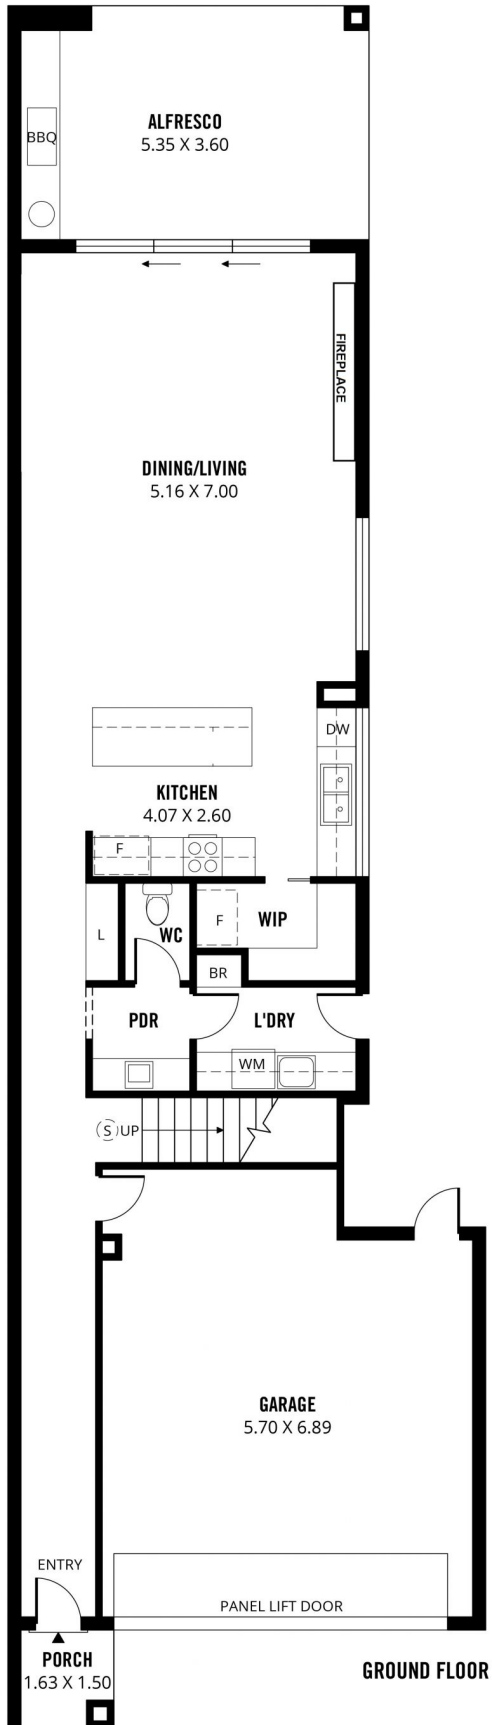 ALFRESCO
5.35 X 3.60
BBQ
FIREPLACE
DINING/LIVING
5.16 X 7.00
DW
KITCHEN
4.07 X 2.60
F
L
WC
F
WIP
BR
PDR
L'DRY
WM
S UP
GARAGE
5.70 X 6.89
ENTRY
PANEL LIFT DOOR
PORCH
1.63 X 1.50
GROUND FLOOR